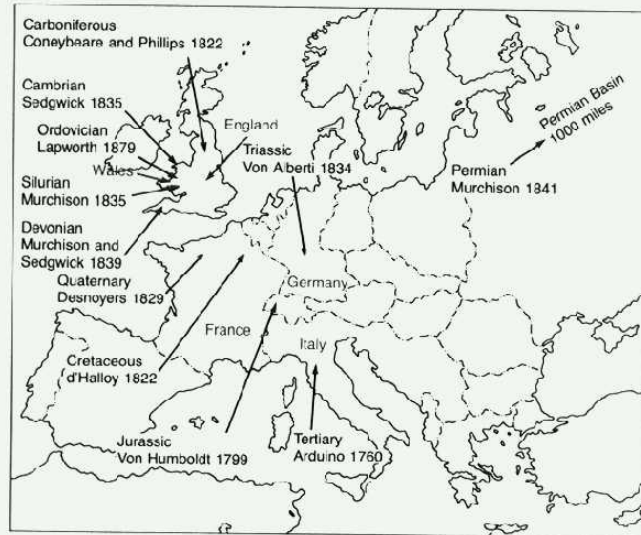 Carboniferous
Coneybeare and Phillips 1822
Cambrian
Sedgwick 1835
England
Ordovician
Lapworth 1879
Triassic
Von Alberti 1834
Permian Basin
1000 miles
Wales
Silurian
Murchison 1835
Permian
Murchison 1841
Devonian
Murchison and
Sedgwick 1839
Quaternary
Desnoyers 1829
Germany
France
Italy
Cretaceous
d'Halloy 1822
Jurassic
Von Humboldt 1799
Tertiary
Arduino 1760